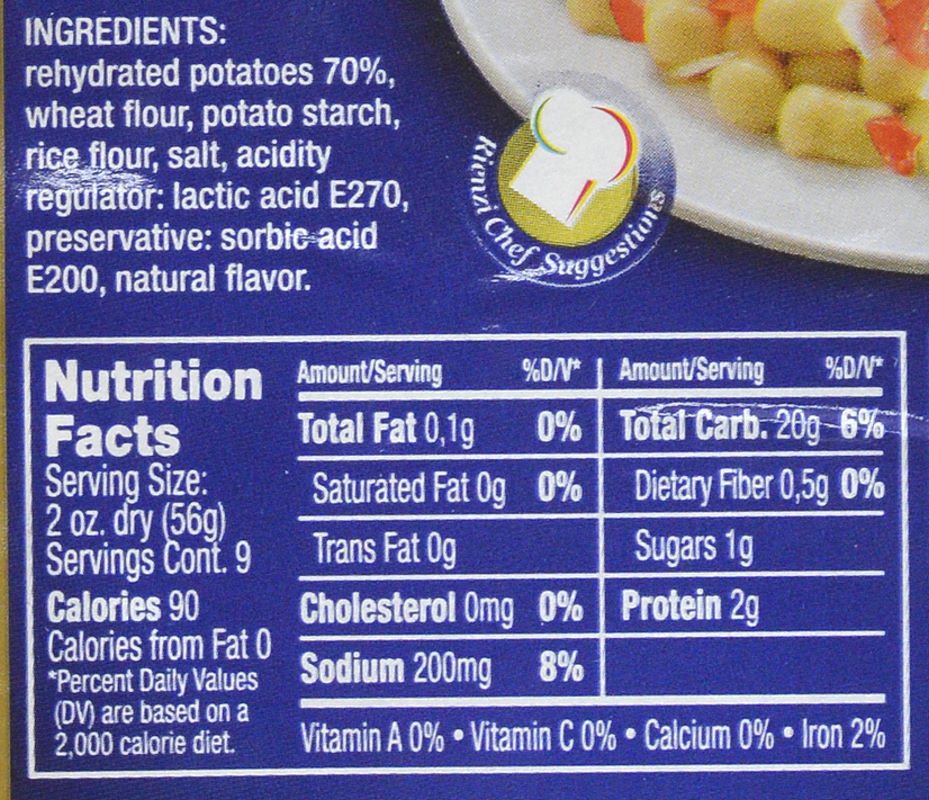 INGREDIENTS:
rehydrated potatoes 70%,
wheat flour, potato starch,
rice flour, salt, acidity
regulator: lactic acid E270,
preservative: sorbic acid
E200, natural flavor.
Rienzi Chef Suggestions
Nutrition
Facts
Serving Size:
2 oz. dry (56g)
Servings Cont. 9
Calories 90
Calories from Fat 0
*Percent Daily Values
(DV) are based on a
2,000 calorie diet.
Amount/Serving %D/V*
Total Fat 0,1g 0%
Saturated Fat 0g 0%
Trans Fat 0g
Cholesterol 0mg 0%
Sodium 200mg 8%
Amount/Serving %D/V*
Total Carb. 20g 6%
Dietary Fiber 0,5g 0%
Sugars 1g
Protein 2g
Vitamin A 0% • Vitamin C 0% • Calcium 0% • Iron 2%